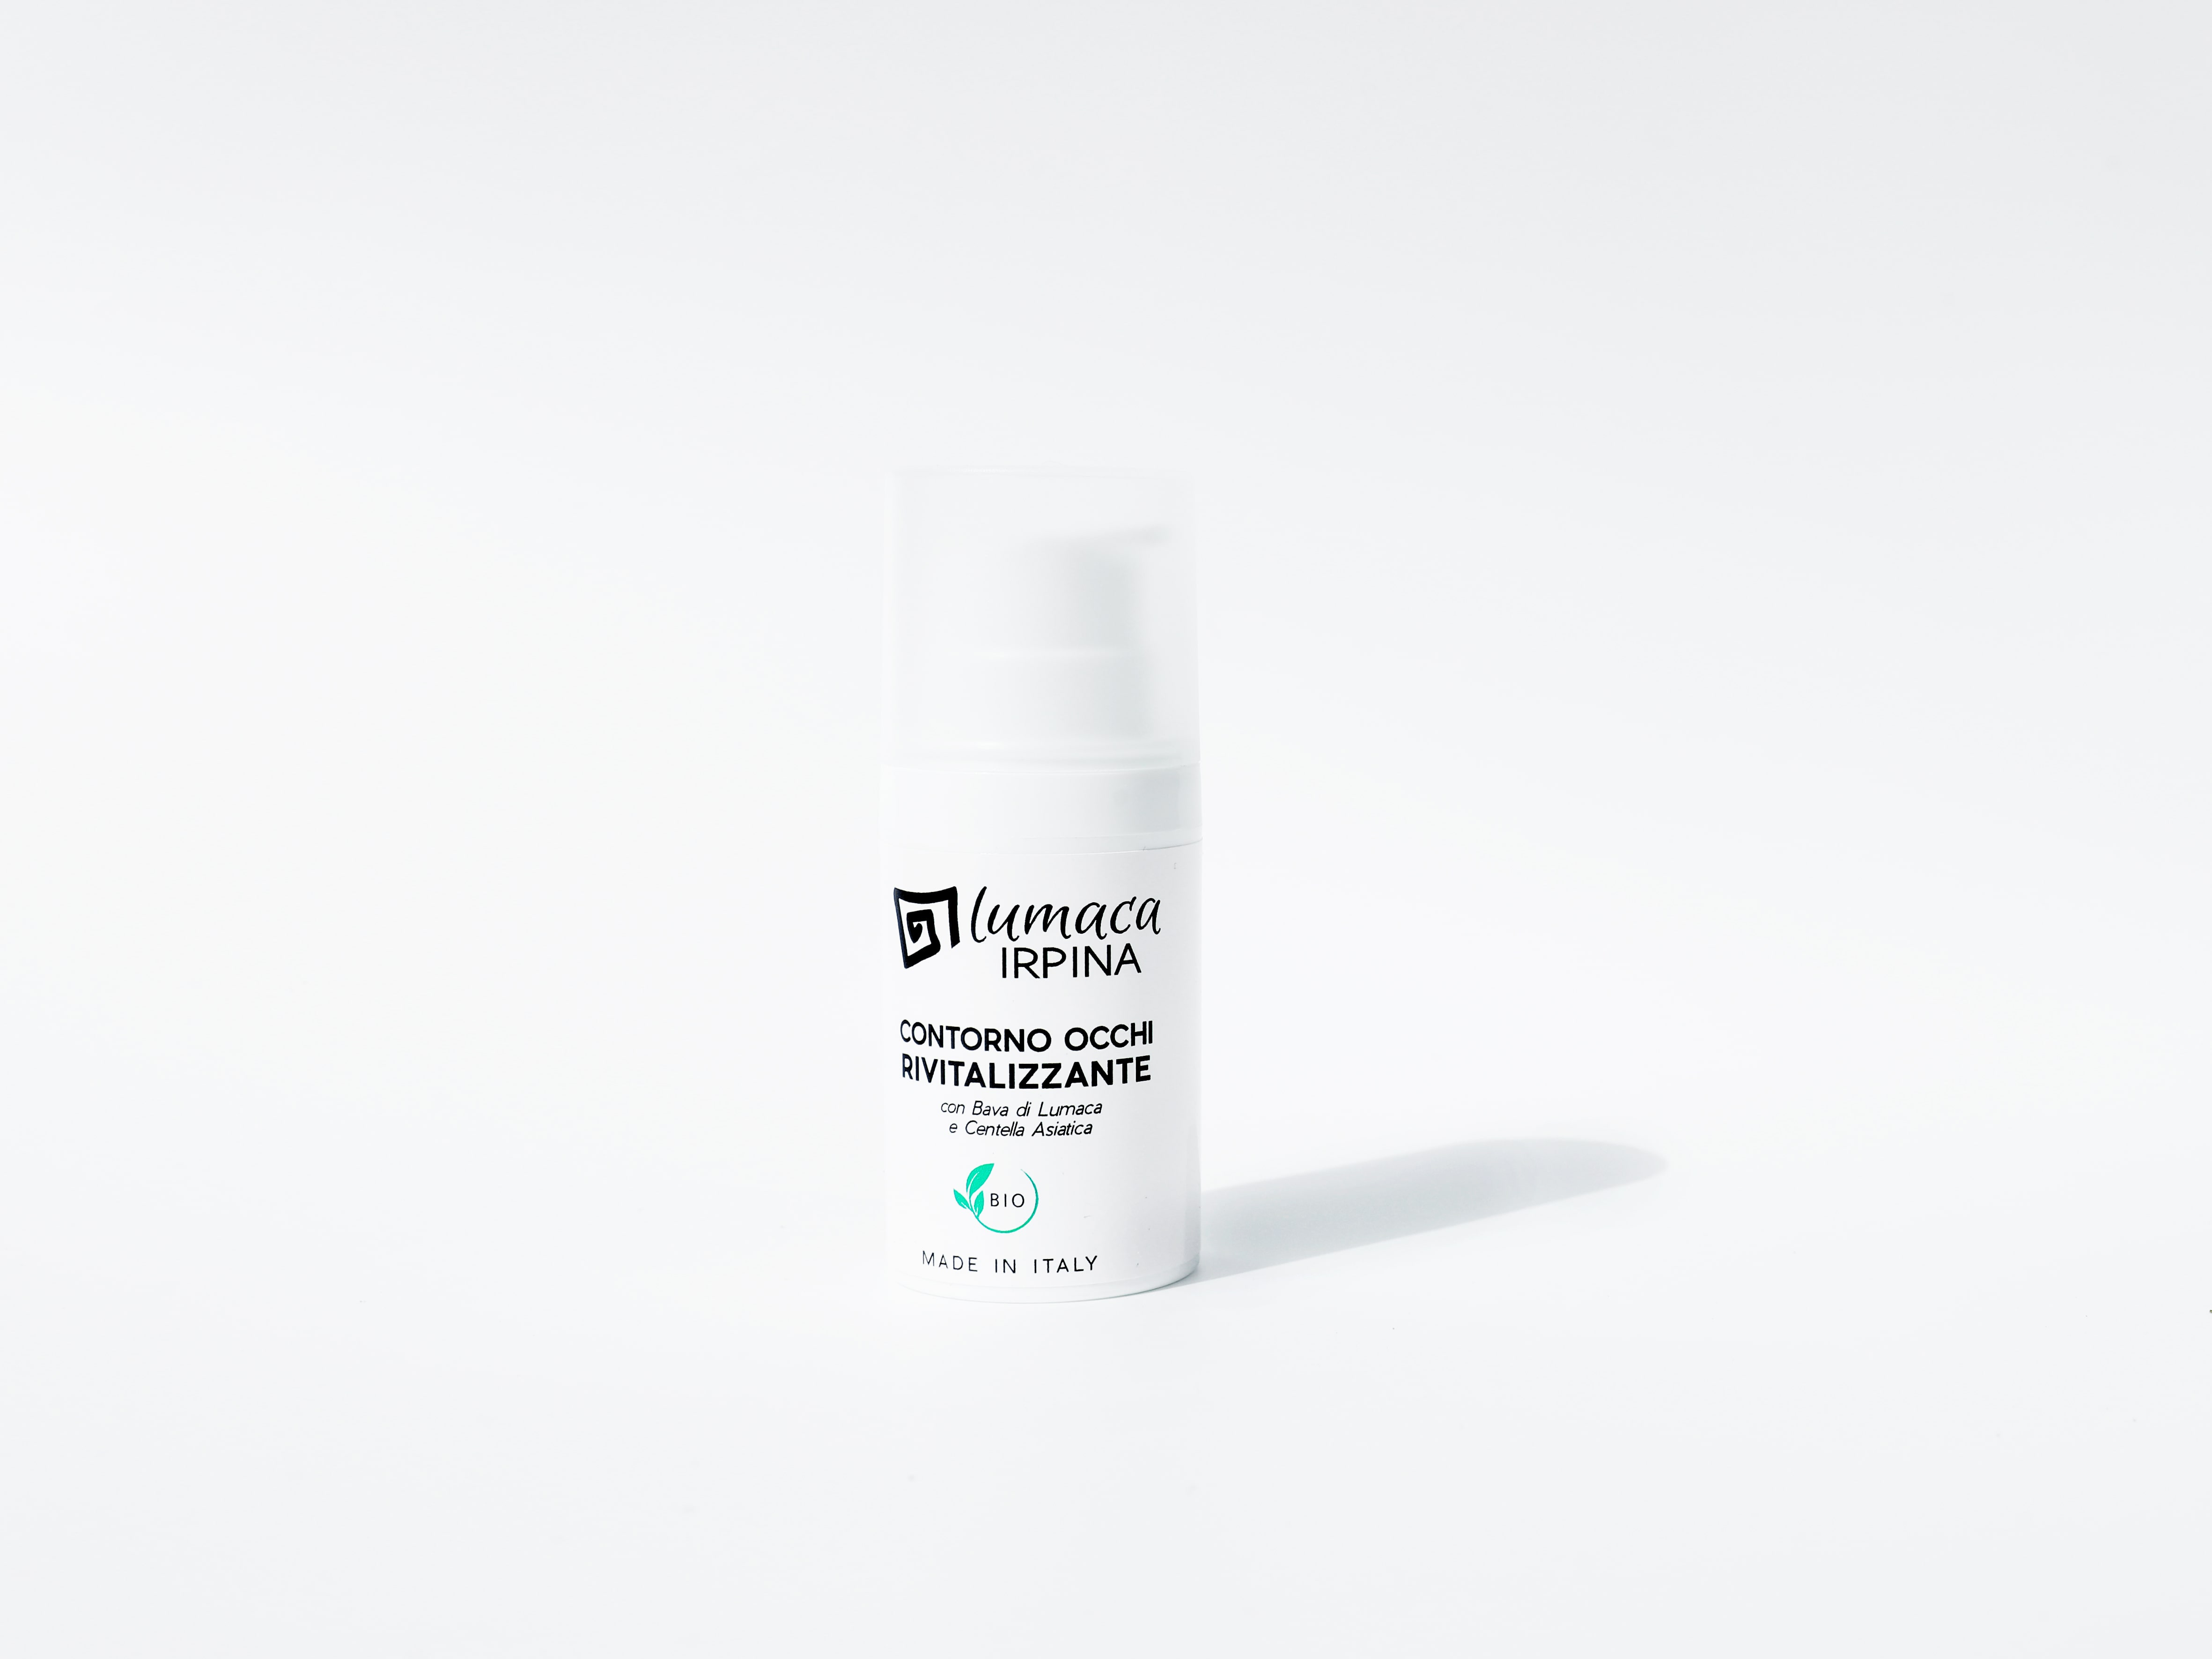 lumaca
IRPINA
CONTORNO OCCHI
RIVITALIZZANTE
con Bava di Lumaca
e Centella Asiatica
BIO
MADE IN ITALY